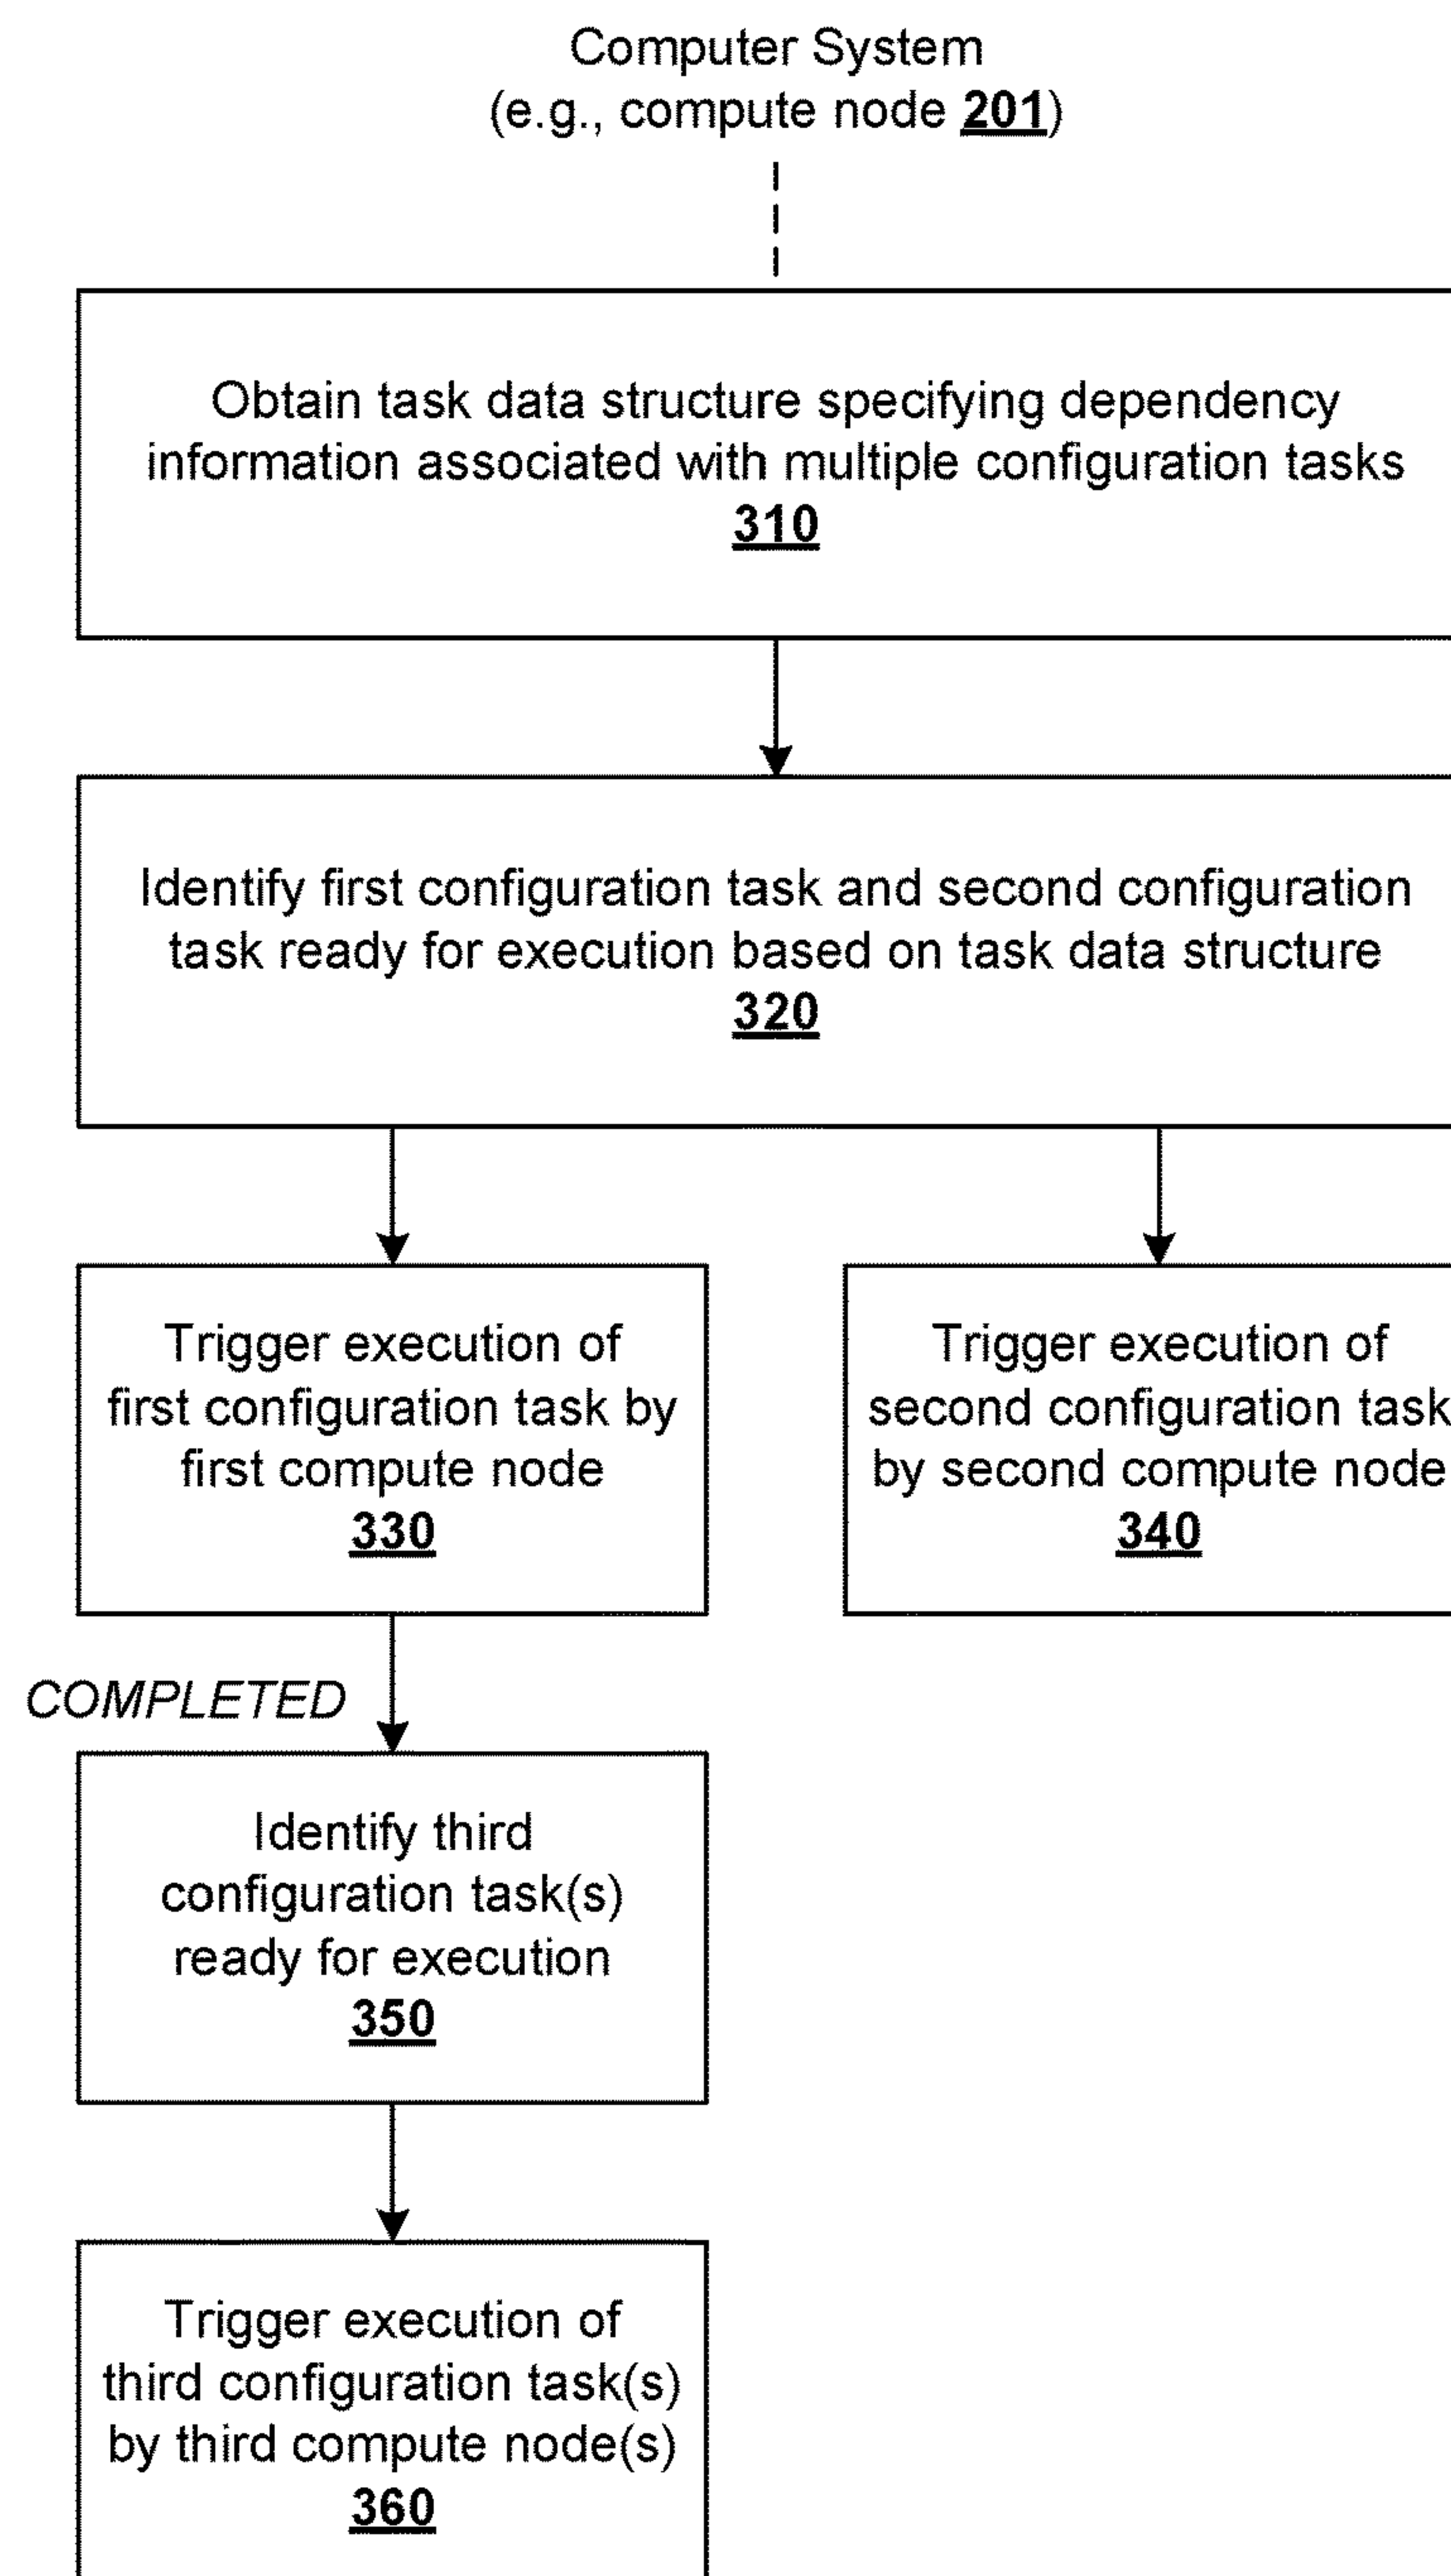 Computer System
(e.g., compute node 201)
Obtain task data structure specifying dependency
information associated with multiple configuration tasks
310
Identify first configuration task and second configuration
task ready for execution based on task data structure
320
Trigger execution of
first configuration task by
first compute node
330
Trigger execution of
second configuration task
by second compute node
340
COMPLETED
Identify third
configuration task(s)
ready for execution
350
Trigger execution of
third configuration task(s)
by third compute node(s)
360